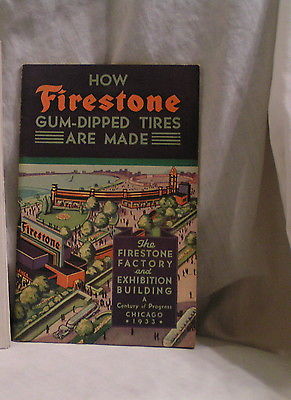 HOW
Firestone
GUM-DIPPED TIRES
ARE MADE
Firestone
The
FIRESTONE
FACTORY
and
EXHIBITION
BUILDING
A
Century of Progress
CHICAGO
• 1933 •